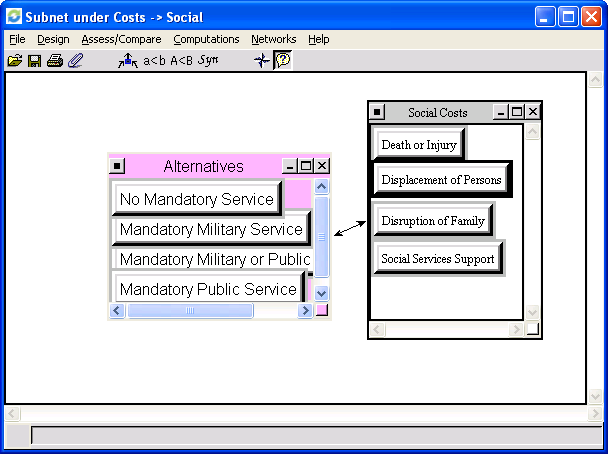 Subnet under Costs -> Social
File Design Assess/Compare Computations Networks Help
a<b A<B Syn
Social Costs
Death or Injury
Displacement of Persons
Disruption of Family
Social Services Support
Alternatives
No Mandatory Service
Mandatory Military Service
Mandatory Military or Public
Mandatory Public Service